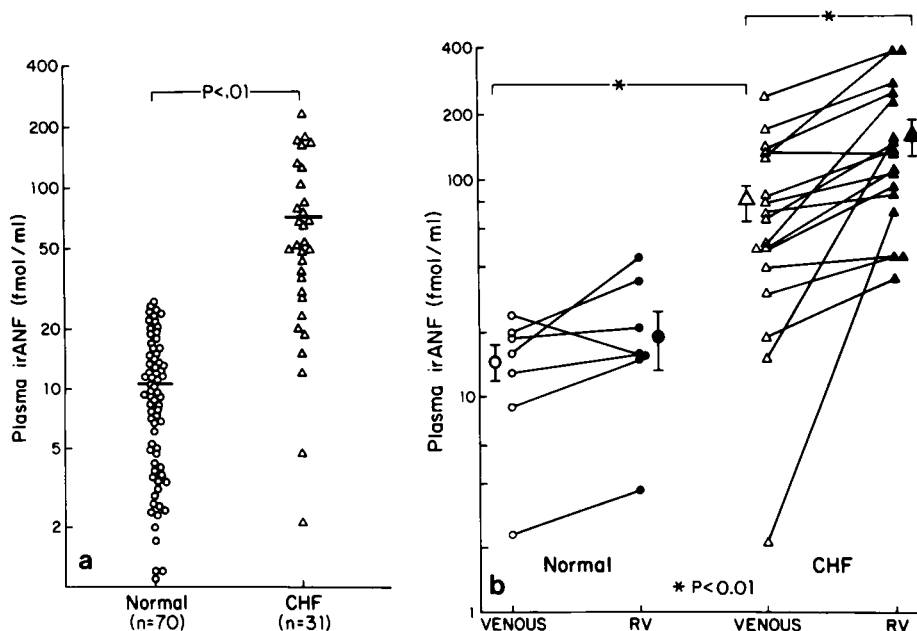 400
200
100
50
20
10
5
2
Plasma irANF (fmol/ml)
P<.01
a
Normal
(n=70)
CHF
(n=31)
400
200
100
10
1
Plasma irANF (fmol/ml)
*
*
b
Normal
CHF
* P<0.01
VENOUS
RV
VENOUS
RV